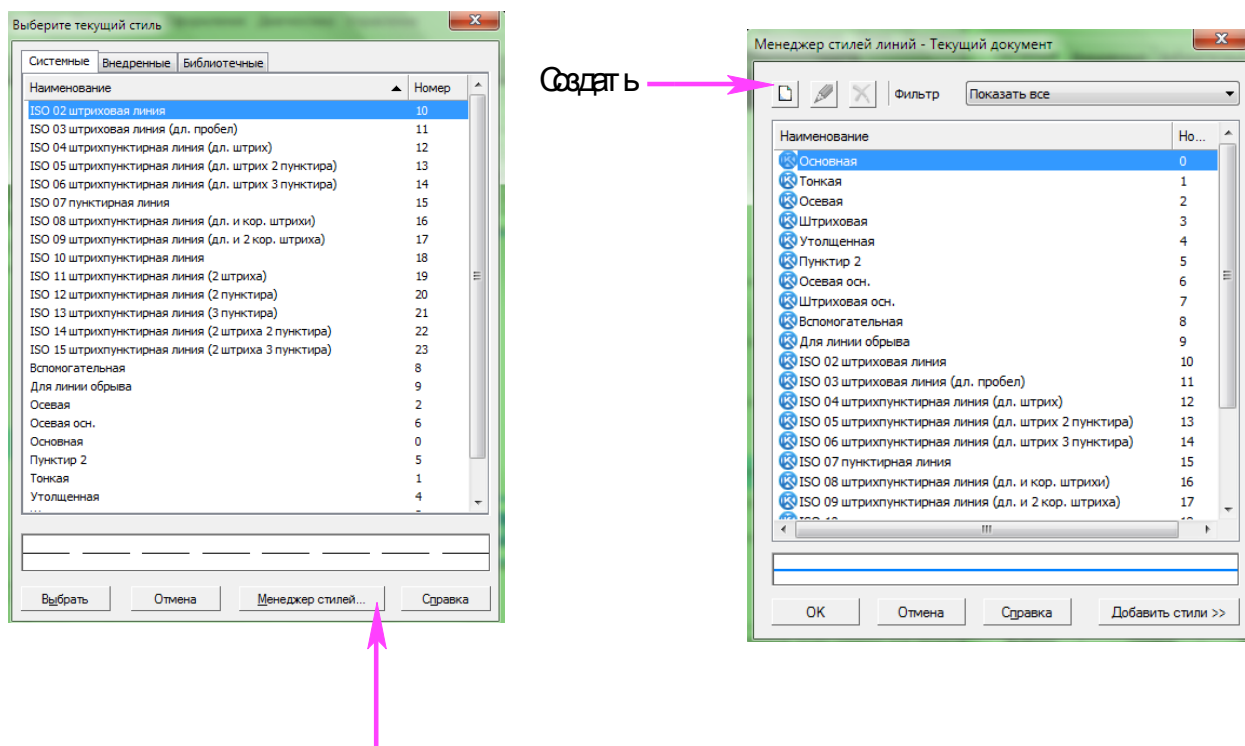 Выберите текущий стиль
Системные Внедренные Библиотечные
Наименование Номер
ISO 02 штриховая линия 10
ISO 03 штриховая линия (дл. пробел) 11
ISO 04 штрихпунктирная линия (дл. штрих) 12
ISO 05 штрихпунктирная линия (дл. штрих 2 пунктира) 13
ISO 06 штрихпунктирная линия (дл. штрих 3 пунктира) 14
ISO 07 пунктирная линия 15
ISO 08 штрихпунктирная линия (дл. и кор. штрихи) 16
ISO 09 штрихпунктирная линия (дл. и 2 кор. штриха) 17
ISO 10 штрихпунктирная линия 18
ISO 11 штрихпунктирная линия (2 штриха) 19
ISO 12 штрихпунктирная линия (2 пунктира) 20
ISO 13 штрихпунктирная линия (3 пунктира) 21
ISO 14 штрихпунктирная линия (2 штриха 2 пунктира) 22
ISO 15 штрихпунктирная линия (2 штриха 3 пунктира) 23
Вспомогательная 8
Для линии обрыва 9
Осевая 2
Осевая осн. 6
Основная 0
Пунктир 2 5
Тонкая 1
Утолщенная 4
Выбрать Отмена Менеджер стилей... Справка
Создать
Менеджер стилей линий - Текущий документ
Фильтр Показать все
Наименование Но...
Основная 0
Тонкая 1
Осевая 2
Штриховая 3
Утолщенная 4
Пунктир 2 5
Осевая осн. 6
Штриховая осн. 7
Вспомогательная 8
Для линии обрыва 9
ISO 02 штриховая линия 10
ISO 03 штриховая линия (дл. пробел) 11
ISO 04 штрихпунктирная линия (дл. штрих) 12
ISO 05 штрихпунктирная линия (дл. штрих 2 пунктира) 13
ISO 06 штрихпунктирная линия (дл. штрих 3 пунктира) 14
ISO 07 пунктирная линия 15
ISO 08 штрихпунктирная линия (дл. и кор. штрихи) 16
ISO 09 штрихпунктирная линия (дл. и 2 кор. штриха) 17
OK Отмена Справка Добавить стили >>